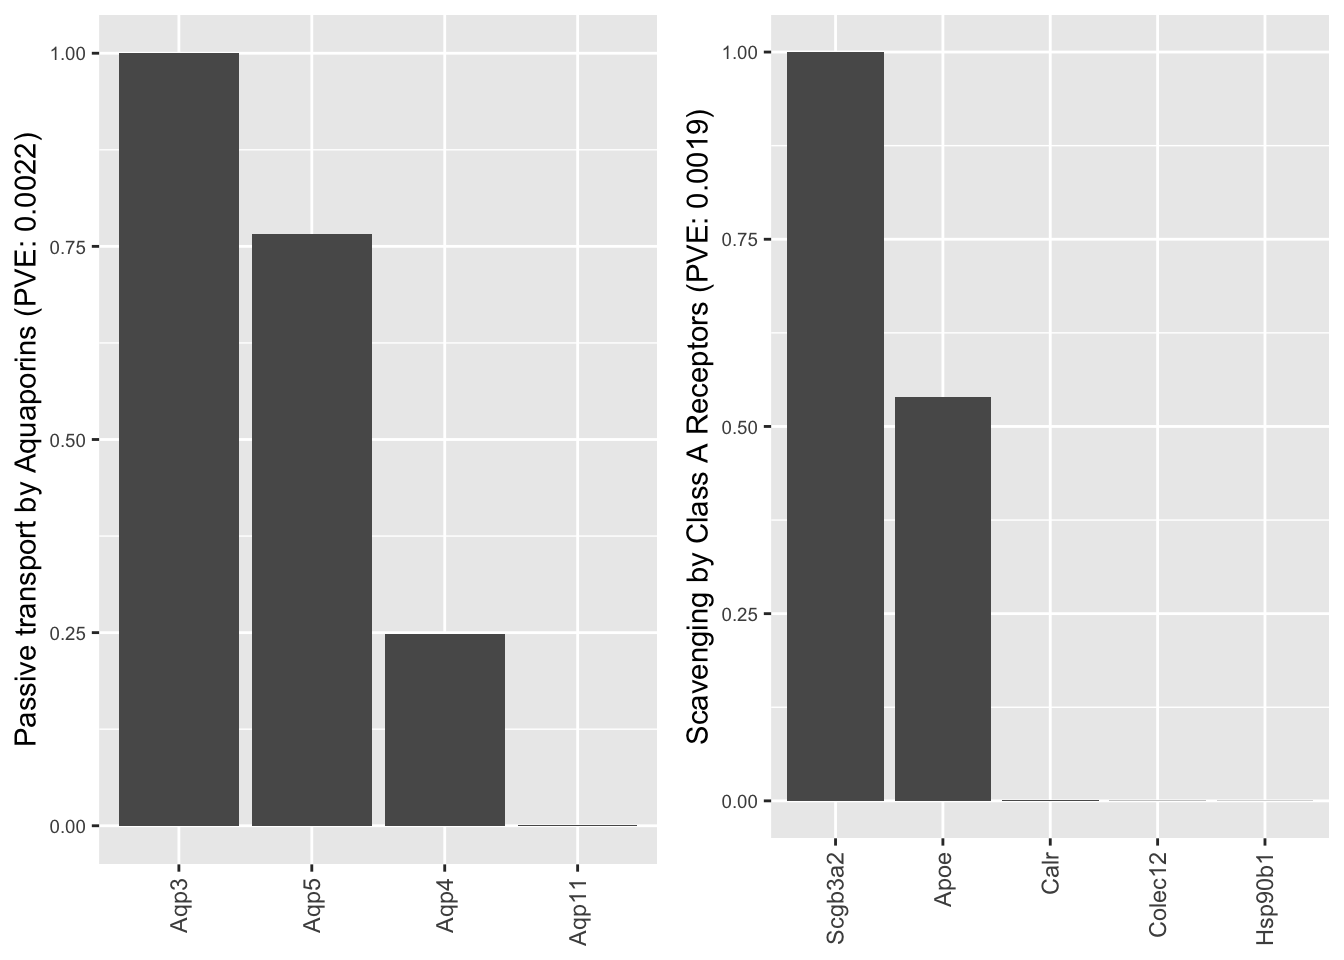 Passive transport by Aquaporins (PVE: 0.0022)
1.00
0.75
0.50
0.25
0.00
Aqp3
Aqp5
Aqp4
Aqp11
Scavenging by Class A Receptors (PVE: 0.0019)
1.00
0.75
0.50
0.25
0.00
Scgb3a2
Apoe
Calr
Colec12
Hsp90b1